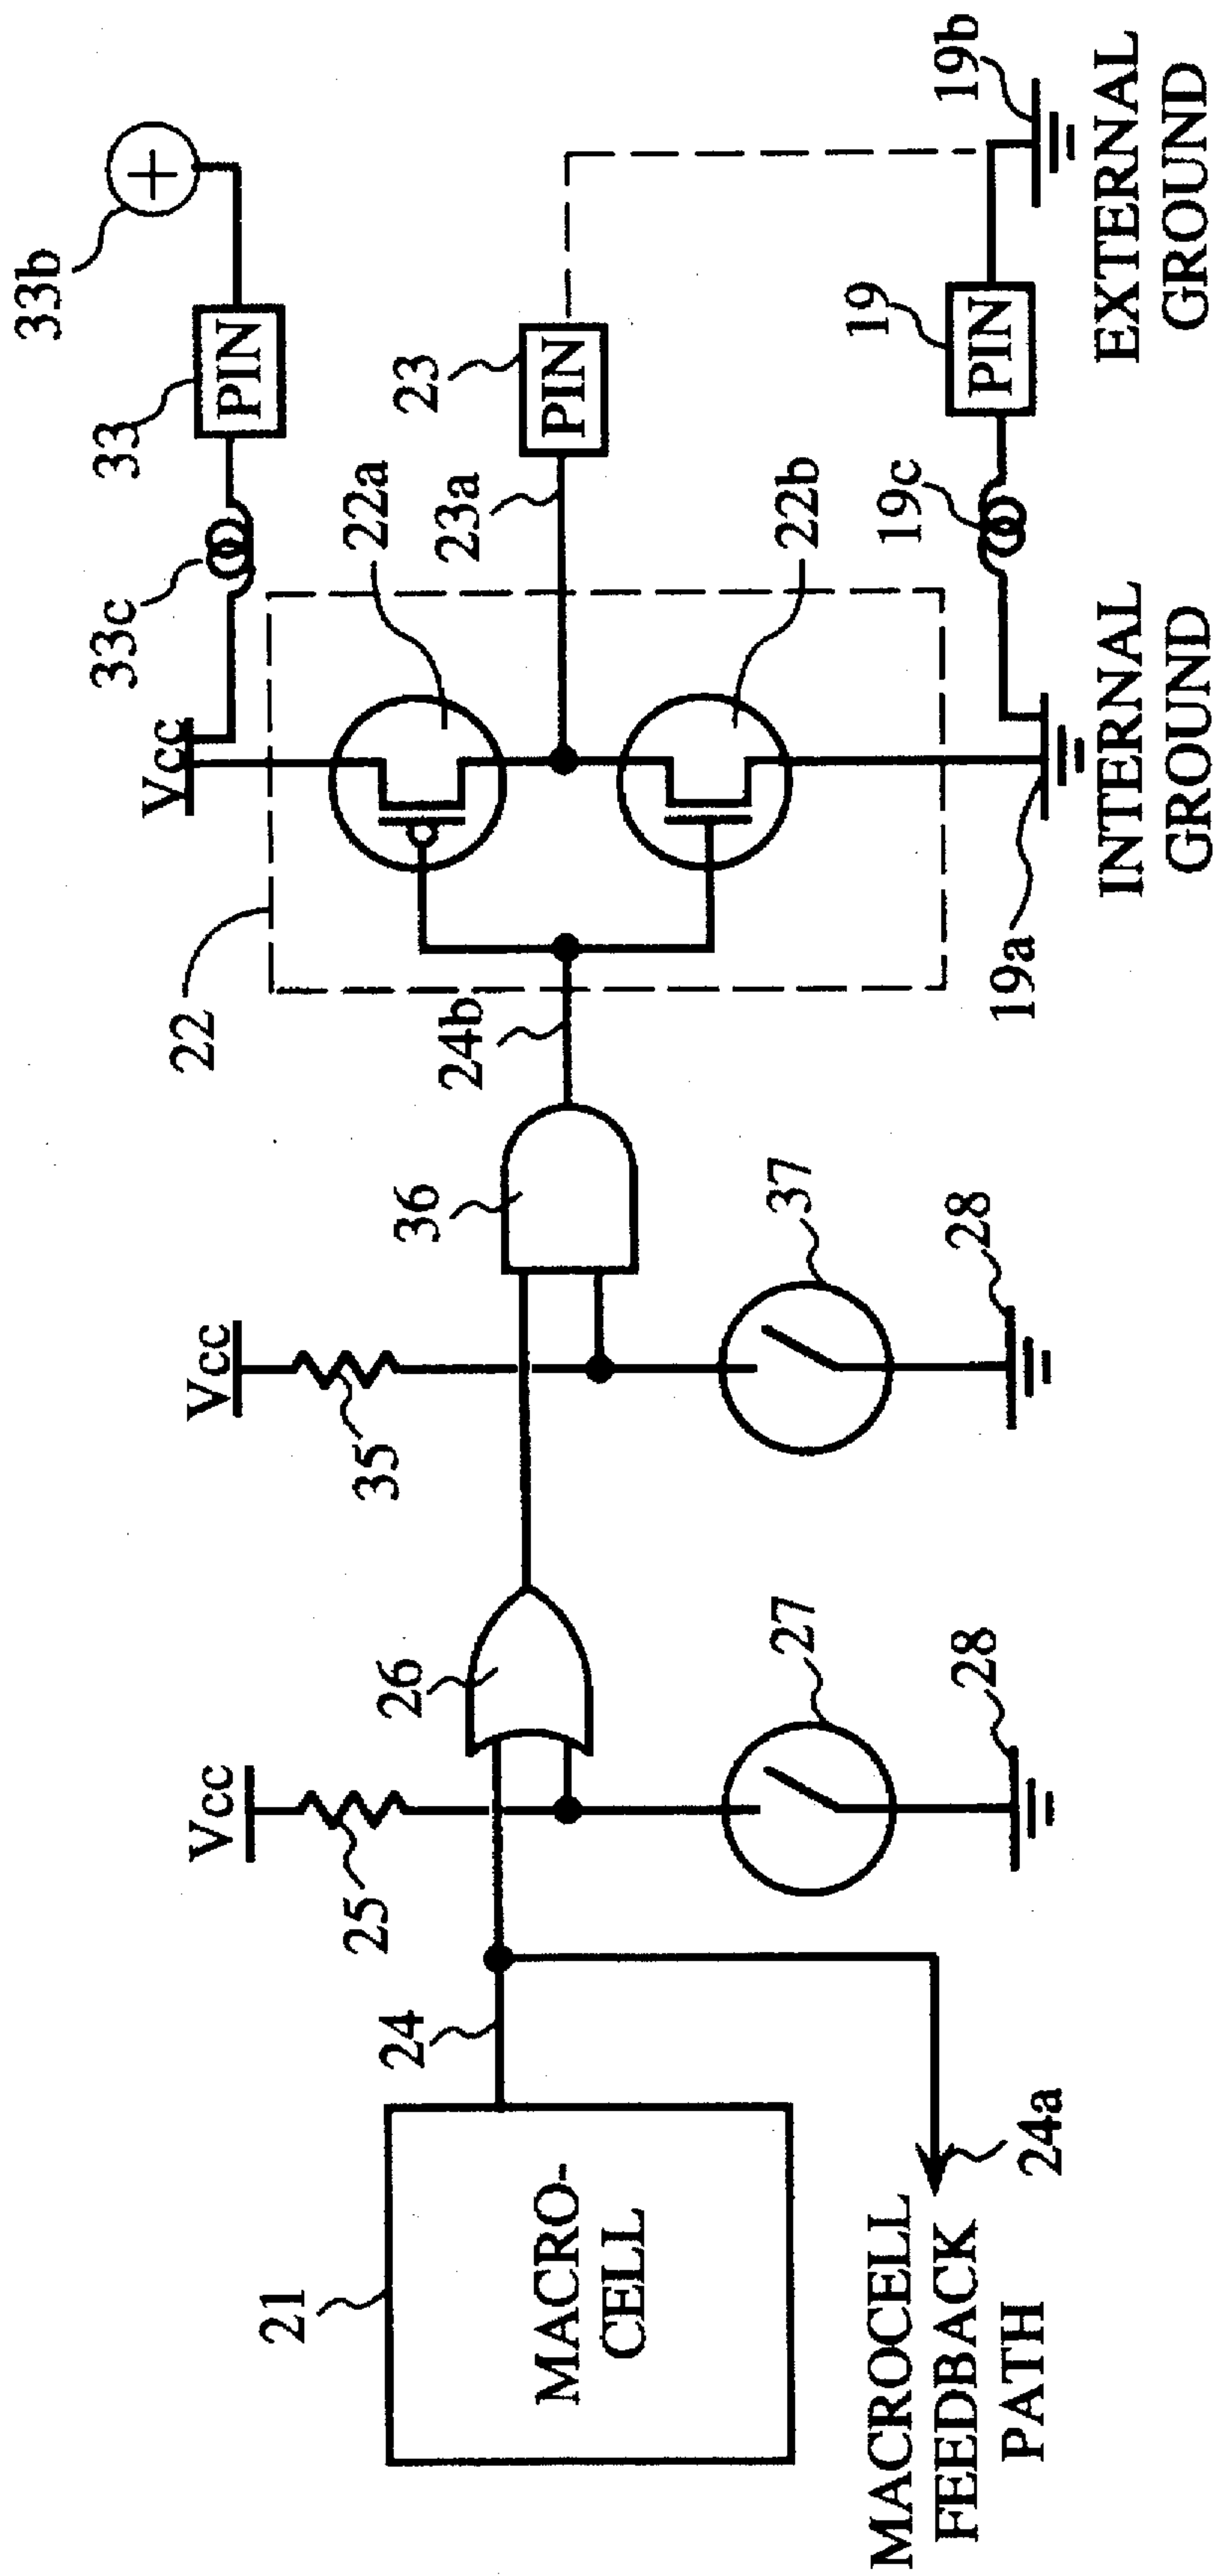 33b
33
PIN
33c
Vcc
22
22a
23
PIN
23a
24b
22b
19
PIN
19c
19b
19a
INTERNAL
GROUND
EXTERNAL
GROUND
Vcc
35
36
37
28
Vcc
25
26
27
28
21
MACRO-
CELL
24
24a
MACROCELL
FEEDBACK
PATH